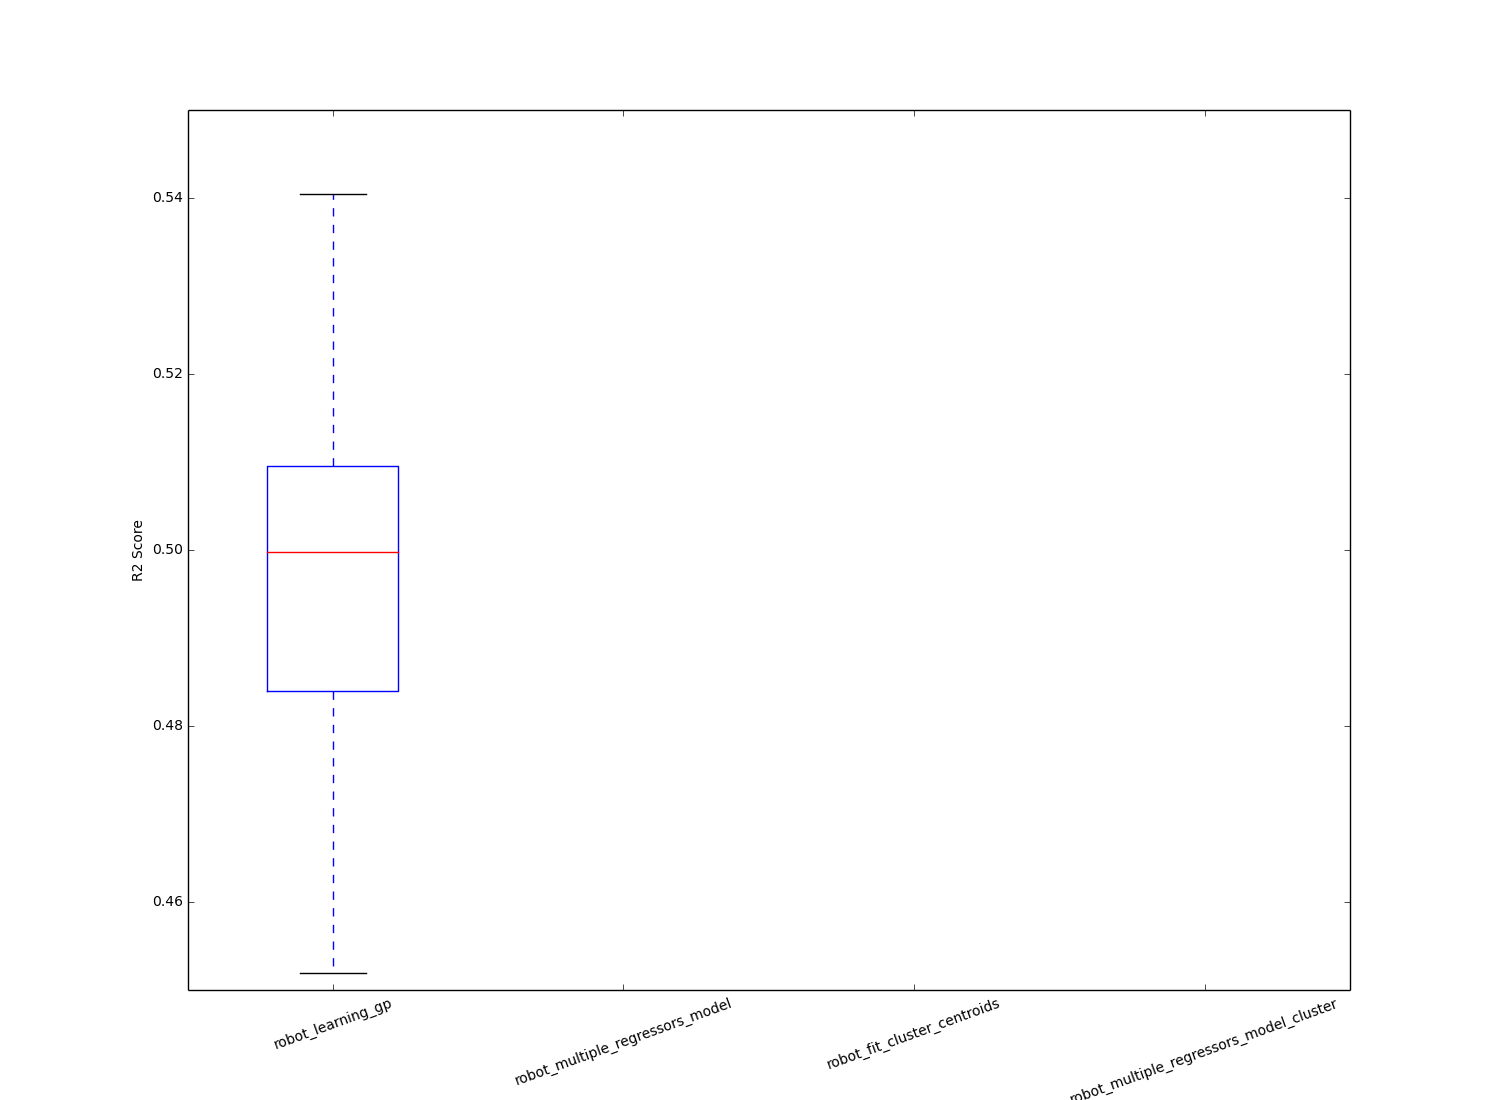 0.54
0.52
0.50
0.48
0.46
R2 Score
robot_learning_gp
robot_multiple_regressors_model
robot_fit_cluster_centroids
robot_multiple_regressors_model_cluster